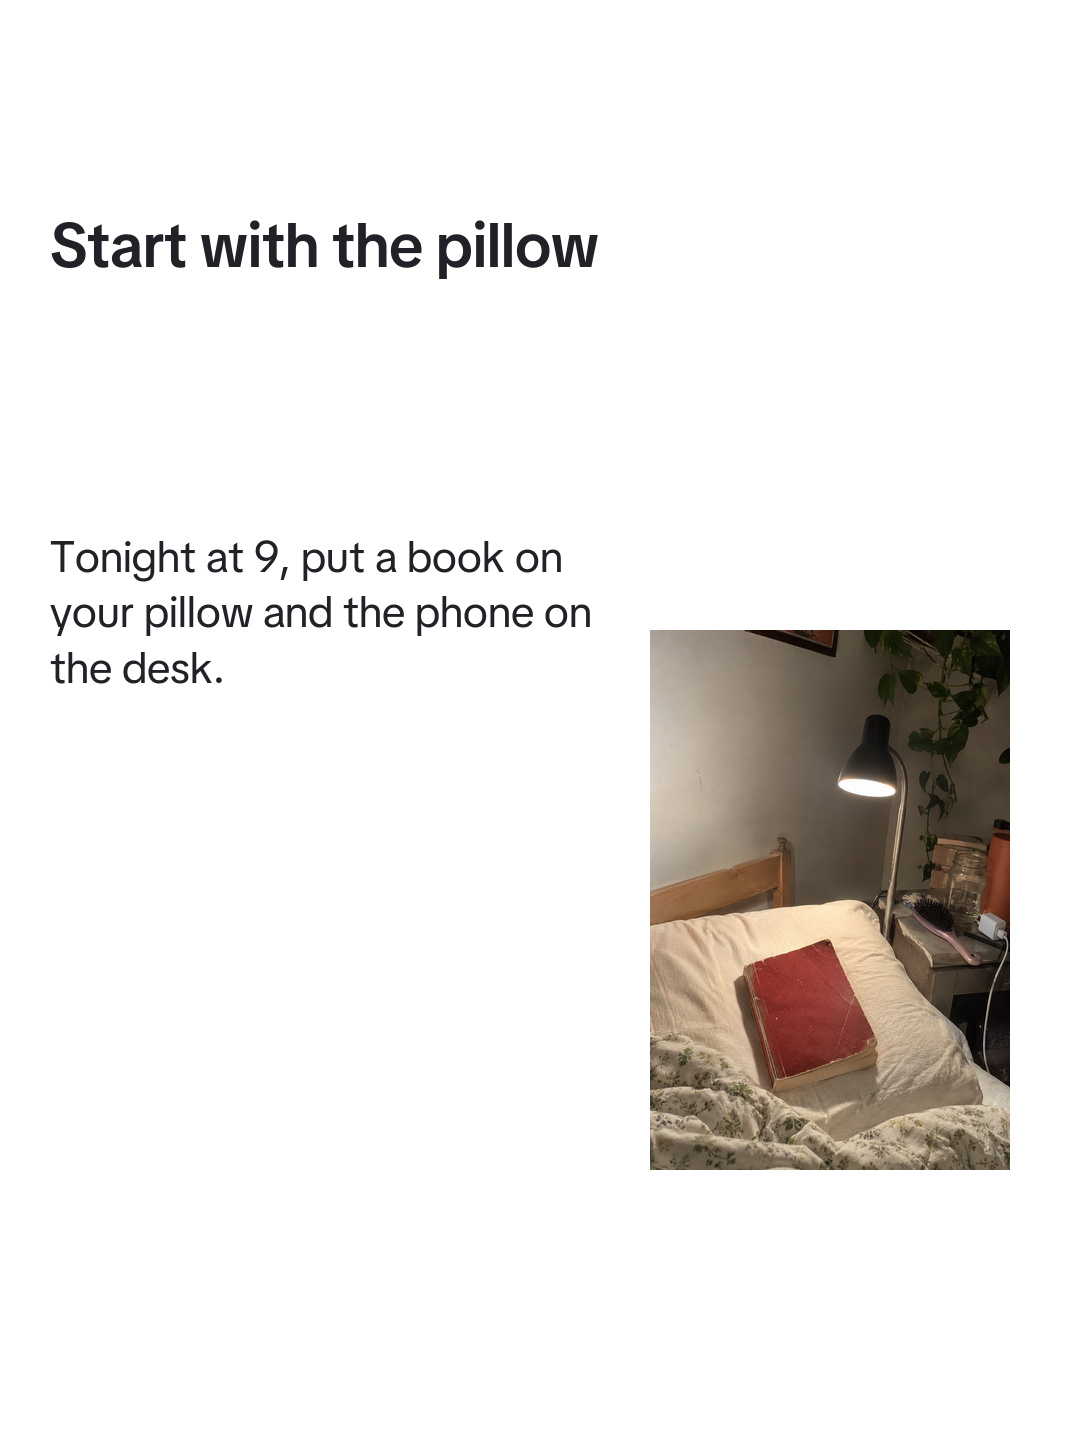 Start with the pillow
Tonight at 9, put a book on
your pillow and the phone on
the desk.